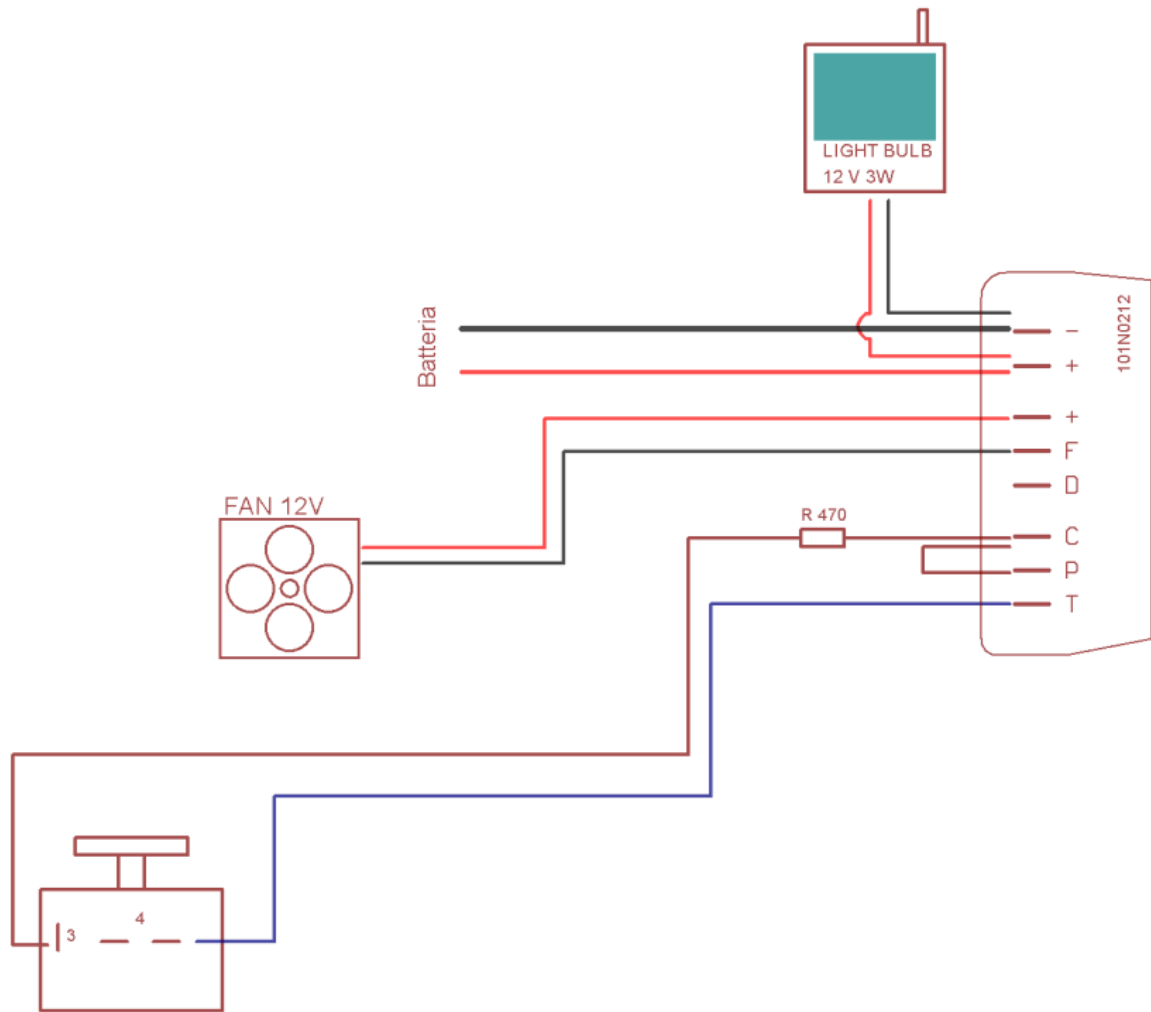 LIGHT BULB
12 V 3W
101N0212
Batteria
-
+
+
F
D
C
P
T
FAN 12V
R 470
3
4